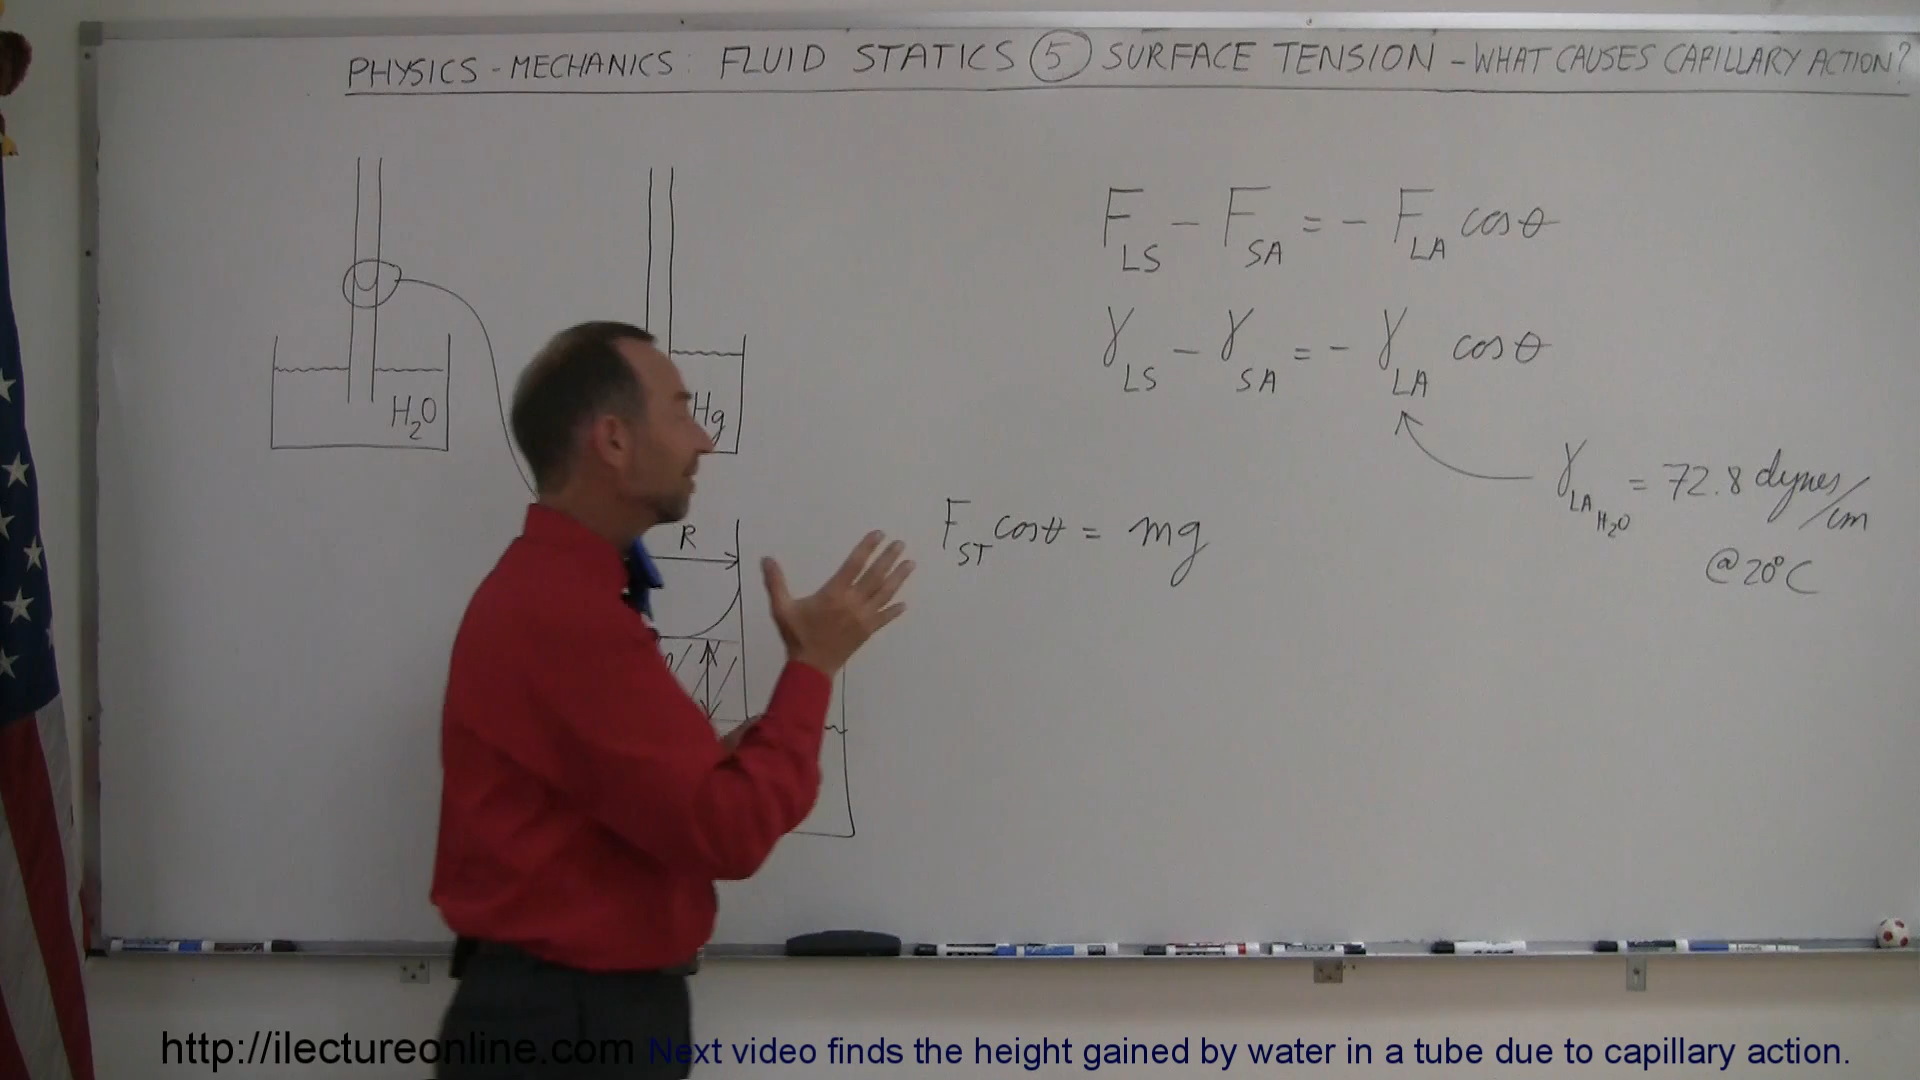 PHYSICS - MECHANICS: FLUID STATICS (5) SURFACE TENSION - WHAT CAUSES CAPILLARY ACTION?
F_LS - F_SA = - F_LA cos θ
γ_LS - γ_SA = - γ_LA cos θ
H₂O
Hg
γ_LA H₂O = 72.8 dynes/cm
@ 20°C
R
F_ST cos θ = mg
http://ilectureonline.com Next video finds the height gained by water in a tube due to capillary action.